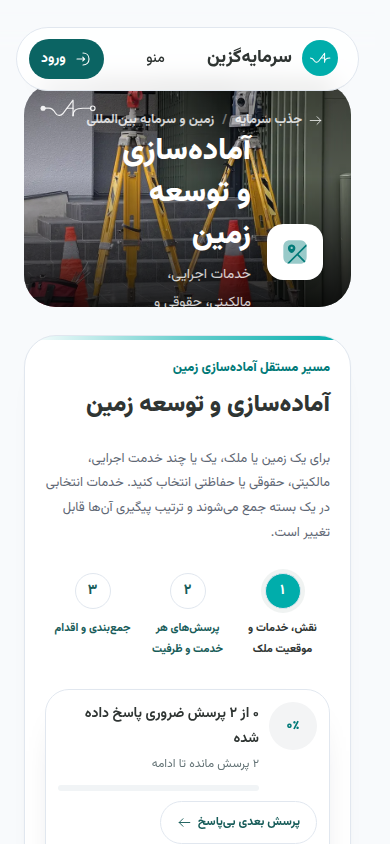 سرمایه‌گزین
منو
ورود
جذب سرمایه / زمین و سرمایه بین‌المللی
آماده‌سازی
و توسعه
زمین
خدمات اجرایی،
مالکیتی، حقوقی و
مسیر مستقل آماده‌سازی زمین
آماده‌سازی و توسعه زمین
برای یک زمین یا ملک، یک یا چند خدمت اجرایی،
مالکیتی، حقوقی یا حفاظتی انتخاب کنید. خدمات انتخابی
در یک بسته جمع می‌شوند و ترتیب پیگیری آن‌ها قابل
تغییر است.
۱
نقش، خدمات و
موقعیت ملک
۲
پرسش‌های هر
خدمت و ظرفیت
۳
جمع‌بندی و اقدام
۰٪
۰ از ۲ پرسش ضروری پاسخ داده
شده
۲ پرسش مانده تا ادامه
پرسش بعدی بی‌پاسخ